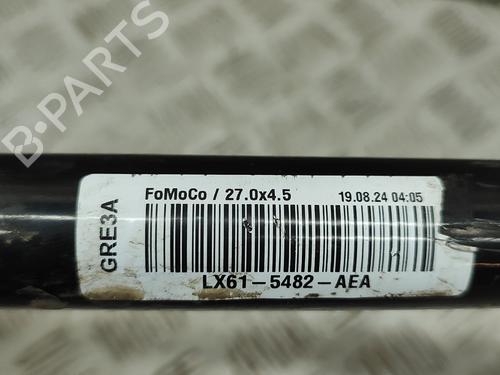 B-PARTS
GRE3A
FoMoCo / 27.0x4.5 19.08.24 04:05
LX61-5482-AEA